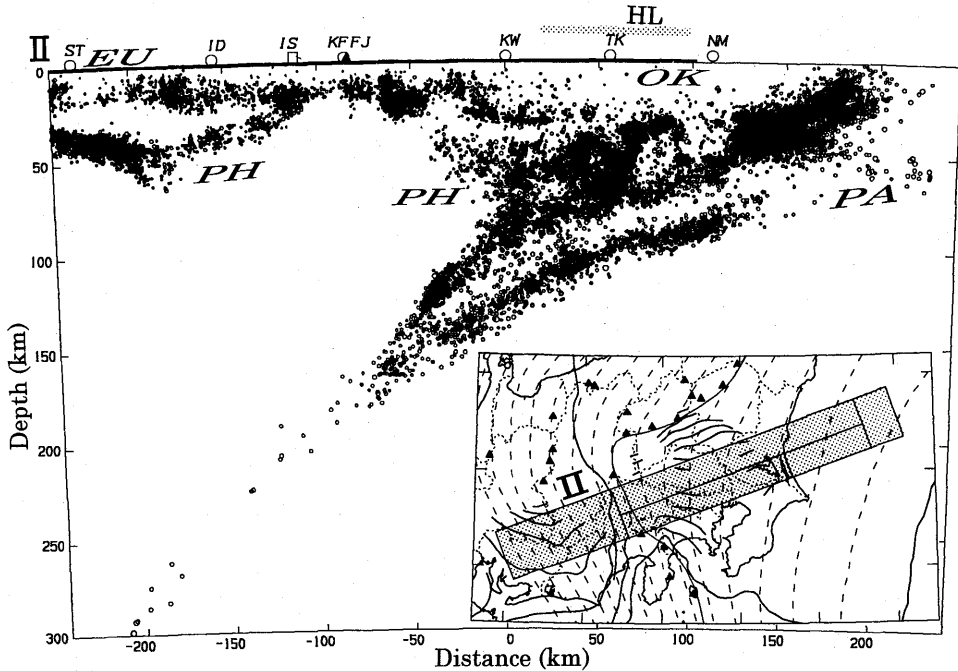 HL
II ST EU ID IS KF FJ KW TK NM
OK
0
PH
50
PH
PA
100
150
200
250
300
Depth (km)
II
-200 -150 -100 -50 0 50 100 150 200
Distance (km)